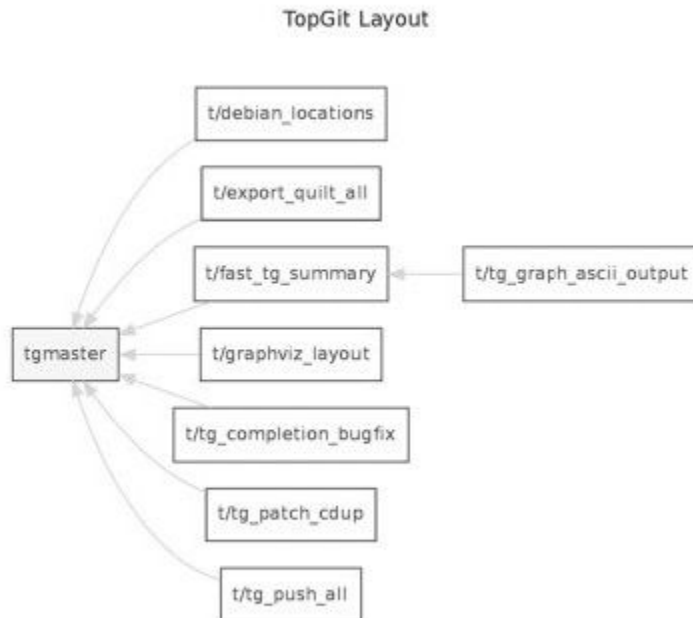 TopGit Layout
t/debian_locations
t/export_quilt_all
t/fast_tg_summary
t/tg_graph_ascii_output
tgmaster
t/graphviz_layout
t/tg_completion_bugfix
t/tg_patch_cdup
t/tg_push_all